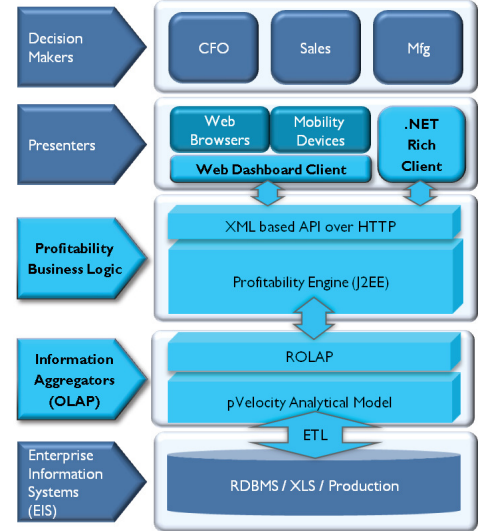 Decision
Makers
CFO
Sales
Mfg
Presenters
Web
Browsers
Mobility
Devices
Web Dashboard Client
.NET
Rich
Client
Profitability
Business Logic
XML based API over HTTP
Profitability Engine (J2EE)
Information
Aggregators
(OLAP)
ROLAP
pVelocity Analytical Model
ETL
Enterprise
Information
Systems
(EIS)
RDBMS / XLS / Production